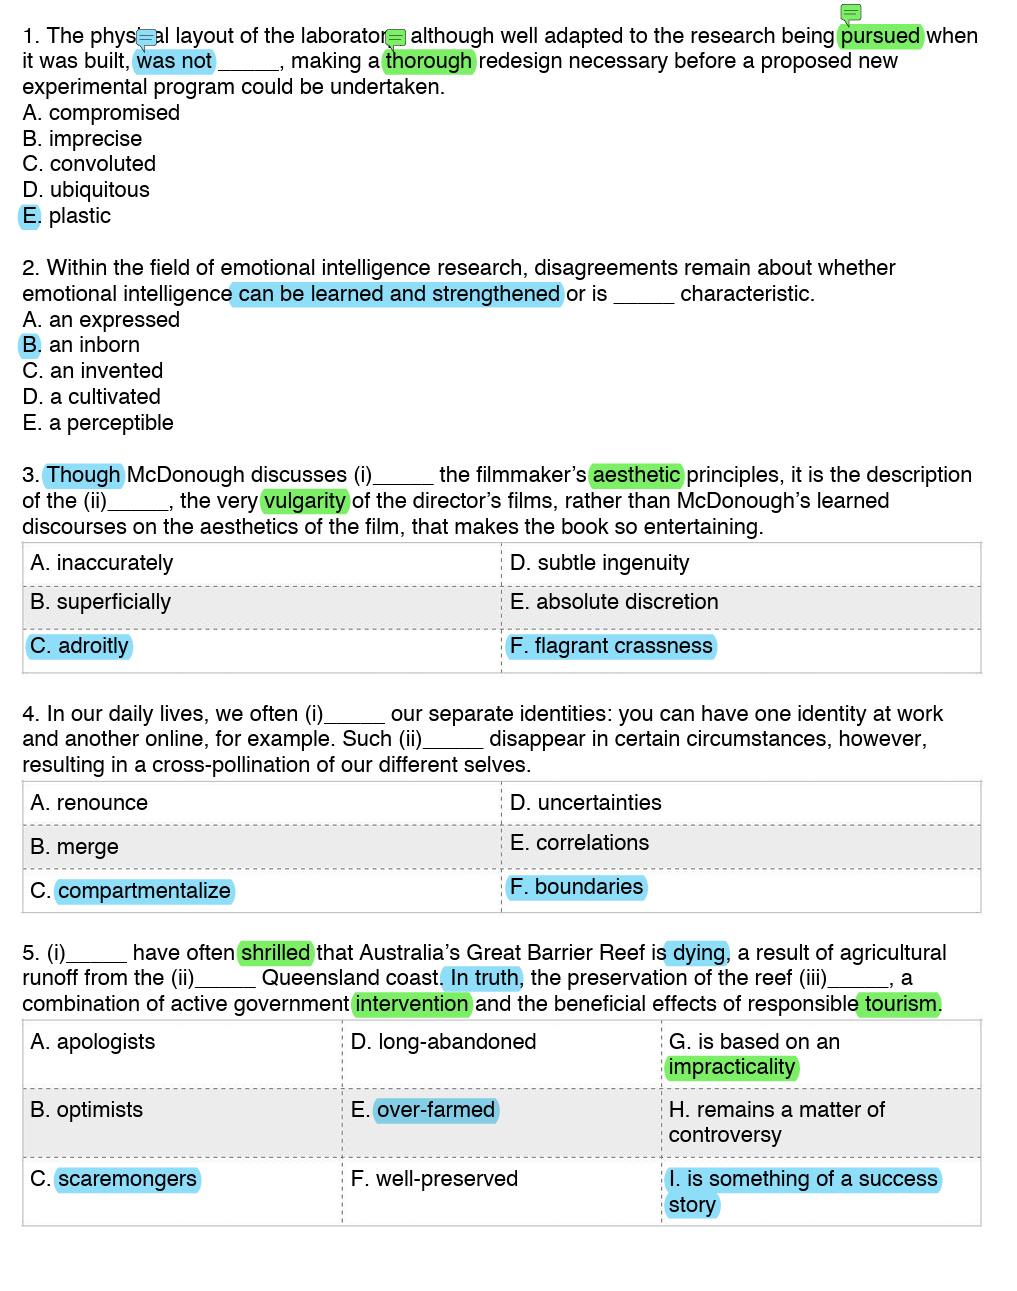 1. The physical layout of the laboratory, although well adapted to the research being pursued when
it was built, was not _____, making a thorough redesign necessary before a proposed new
experimental program could be undertaken.
A. compromised
B. imprecise
C. convoluted
D. ubiquitous
E. plastic
2. Within the field of emotional intelligence research, disagreements remain about whether
emotional intelligence can be learned and strengthened or is _____ characteristic.
A. an expressed
B. an inborn
C. an invented
D. a cultivated
E. a perceptible
3. Though McDonough discusses (i)_____ the filmmaker's aesthetic principles, it is the description
of the (ii)_____, the very vulgarity of the director's films, rather than McDonough's learned
discourses on the aesthetics of the film, that makes the book so entertaining.
A. inaccurately
D. subtle ingenuity
B. superficially
E. absolute discretion
C. adroitly
F. flagrant crassness
4. In our daily lives, we often (i)_____ our separate identities: you can have one identity at work
and another online, for example. Such (ii)_____ disappear in certain circumstances, however,
resulting in a cross-pollination of our different selves.
A. renounce
D. uncertainties
B. merge
E. correlations
C. compartmentalize
F. boundaries
5. (i)_____ have often shrilled that Australia's Great Barrier Reef is dying, a result of agricultural
runoff from the (ii)_____ Queensland coast. In truth, the preservation of the reef (iii)_____, a
combination of active government intervention and the beneficial effects of responsible tourism.
A. apologists
D. long-abandoned
G. is based on an
impracticality
B. optimists
E. over-farmed
H. remains a matter of
controversy
C. scaremongers
F. well-preserved
I. is something of a success
story